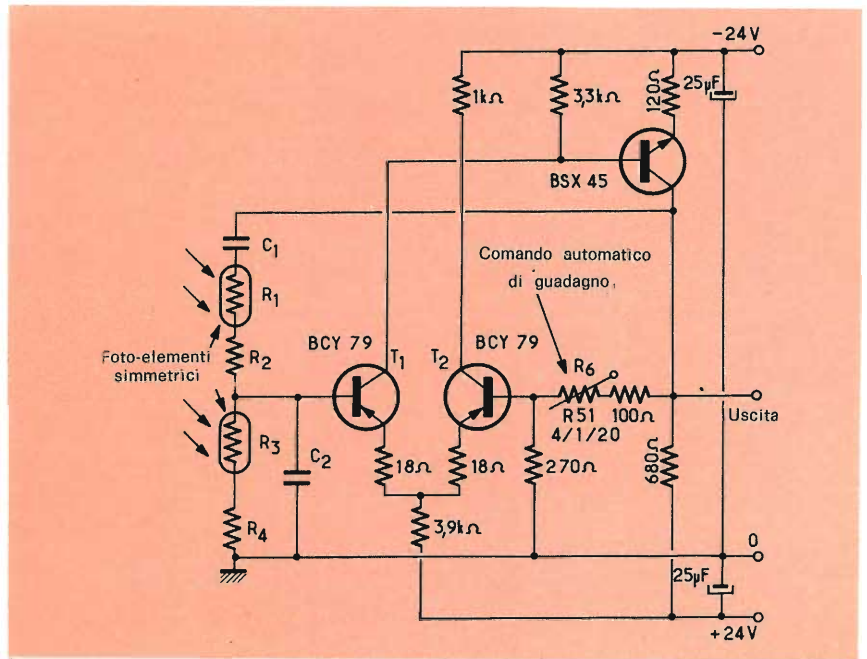 -24V
1kΩ
3,3kΩ
120Ω
25µF
BSX 45
C1
Comando automatico
di guadagno
R1
Foto-elementi
simmetrici
R2
BCY 79
T1
T2
BCY 79
R6
R51
4/1/20
100Ω
Uscita
R3
C2
18Ω
18Ω
270Ω
680Ω
R4
3,9kΩ
0
25µF
+24V